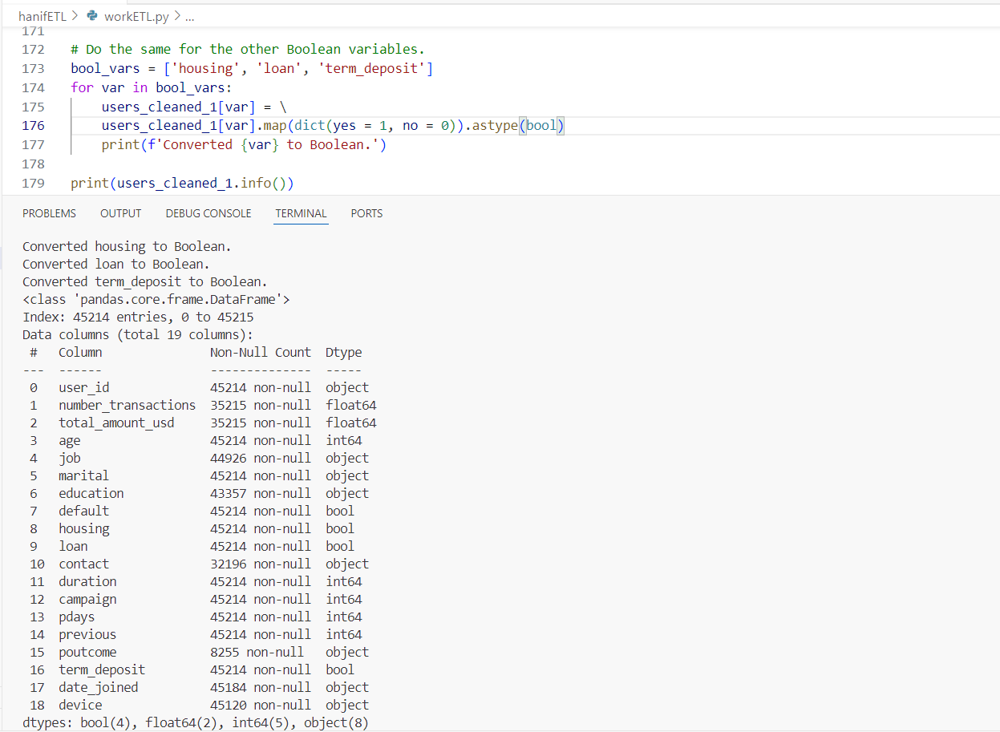 hanifETL > workETL.py > ...
171
172 # Do the same for the other Boolean variables.
173 bool_vars = ['housing', 'loan', 'term_deposit']
174 for var in bool_vars:
175     users_cleaned_1[var] = \
176     users_cleaned_1[var].map(dict(yes = 1, no = 0)).astype(bool)
177     print(f'Converted {var} to Boolean.')
178
179 print(users_cleaned_1.info())
PROBLEMS OUTPUT DEBUG CONSOLE TERMINAL PORTS
Converted housing to Boolean.
Converted loan to Boolean.
Converted term_deposit to Boolean.
<class 'pandas.core.frame.DataFrame'>
Index: 45214 entries, 0 to 45215
Data columns (total 19 columns):
 #   Column               Non-Null Count  Dtype
---  ------               --------------  -----
 0   user_id              45214 non-null  object
 1   number_transactions  35215 non-null  float64
 2   total_amount_usd     35215 non-null  float64
 3   age                  45214 non-null  int64
 4   job                  44926 non-null  object
 5   marital              45214 non-null  object
 6   education            43357 non-null  object
 7   default              45214 non-null  bool
 8   housing              45214 non-null  bool
 9   loan                 45214 non-null  bool
 10  contact              32196 non-null  object
 11  duration             45214 non-null  int64
 12  campaign             45214 non-null  int64
 13  pdays                45214 non-null  int64
 14  previous             45214 non-null  int64
 15  poutcome             8255 non-null   object
 16  term_deposit         45214 non-null  bool
 17  date_joined          45184 non-null  object
 18  device               45120 non-null  object
dtypes: bool(4), float64(2), int64(5), object(8)